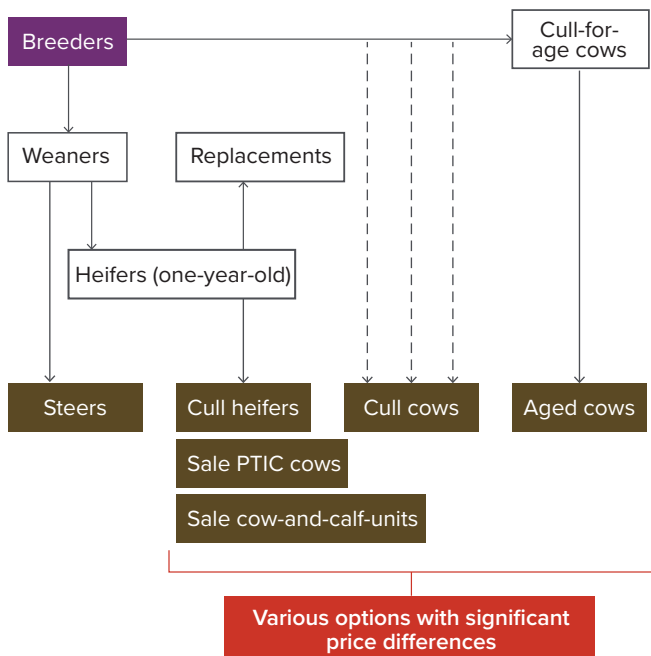 Breeders
Cull-for-
age cows
Weaners
Replacements
Heifers (one-year-old)
Steers
Cull heifers
Cull cows
Aged cows
Sale PTIC cows
Sale cow-and-calf-units
Various options with significant
price differences